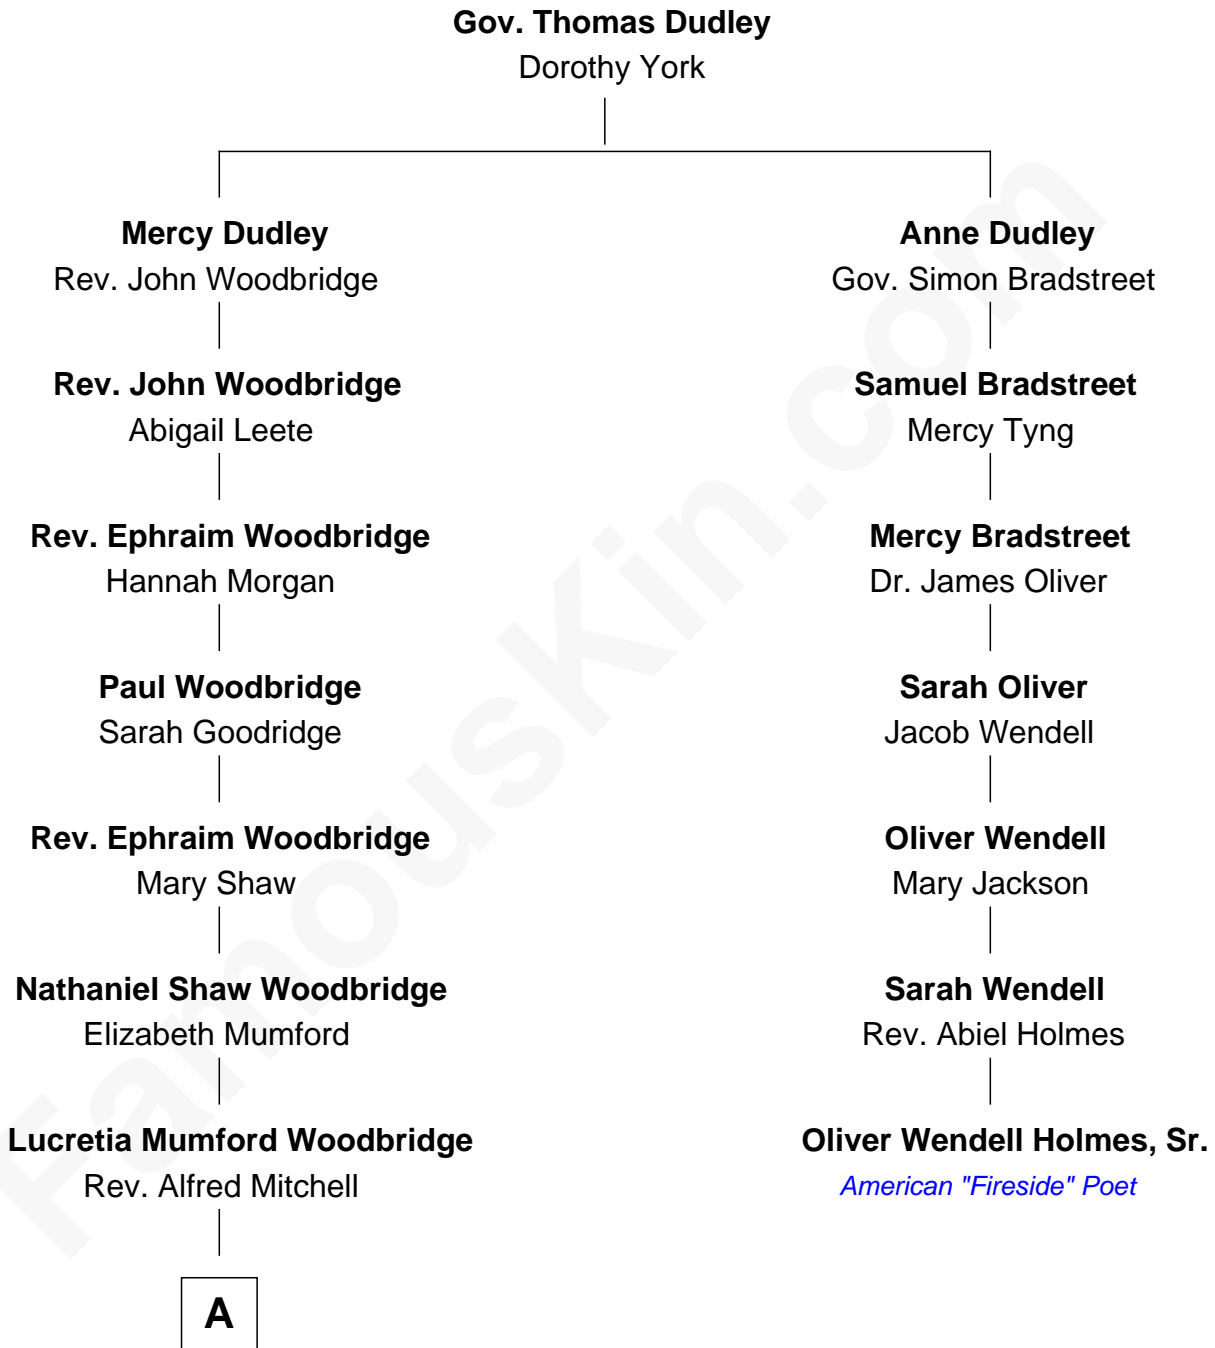 Gov. Thomas Dudley
Dorothy York
Mercy Dudley
Rev. John Woodbridge
Anne Dudley
Gov. Simon Bradstreet
Rev. John Woodbridge
Abigail Leete
Samuel Bradstreet
Mercy Tyng
Rev. Ephraim Woodbridge
Hannah Morgan
Mercy Bradstreet
Dr. James Oliver
Paul Woodbridge
Sarah Goodridge
Sarah Oliver
Jacob Wendell
Rev. Ephraim Woodbridge
Mary Shaw
Oliver Wendell
Mary Jackson
Nathaniel Shaw Woodbridge
Elizabeth Mumford
Sarah Wendell
Rev. Abiel Holmes
Lucretia Mumford Woodbridge
Rev. Alfred Mitchell
Oliver Wendell Holmes, Sr.
American "Fireside" Poet
A
FamousKin.com